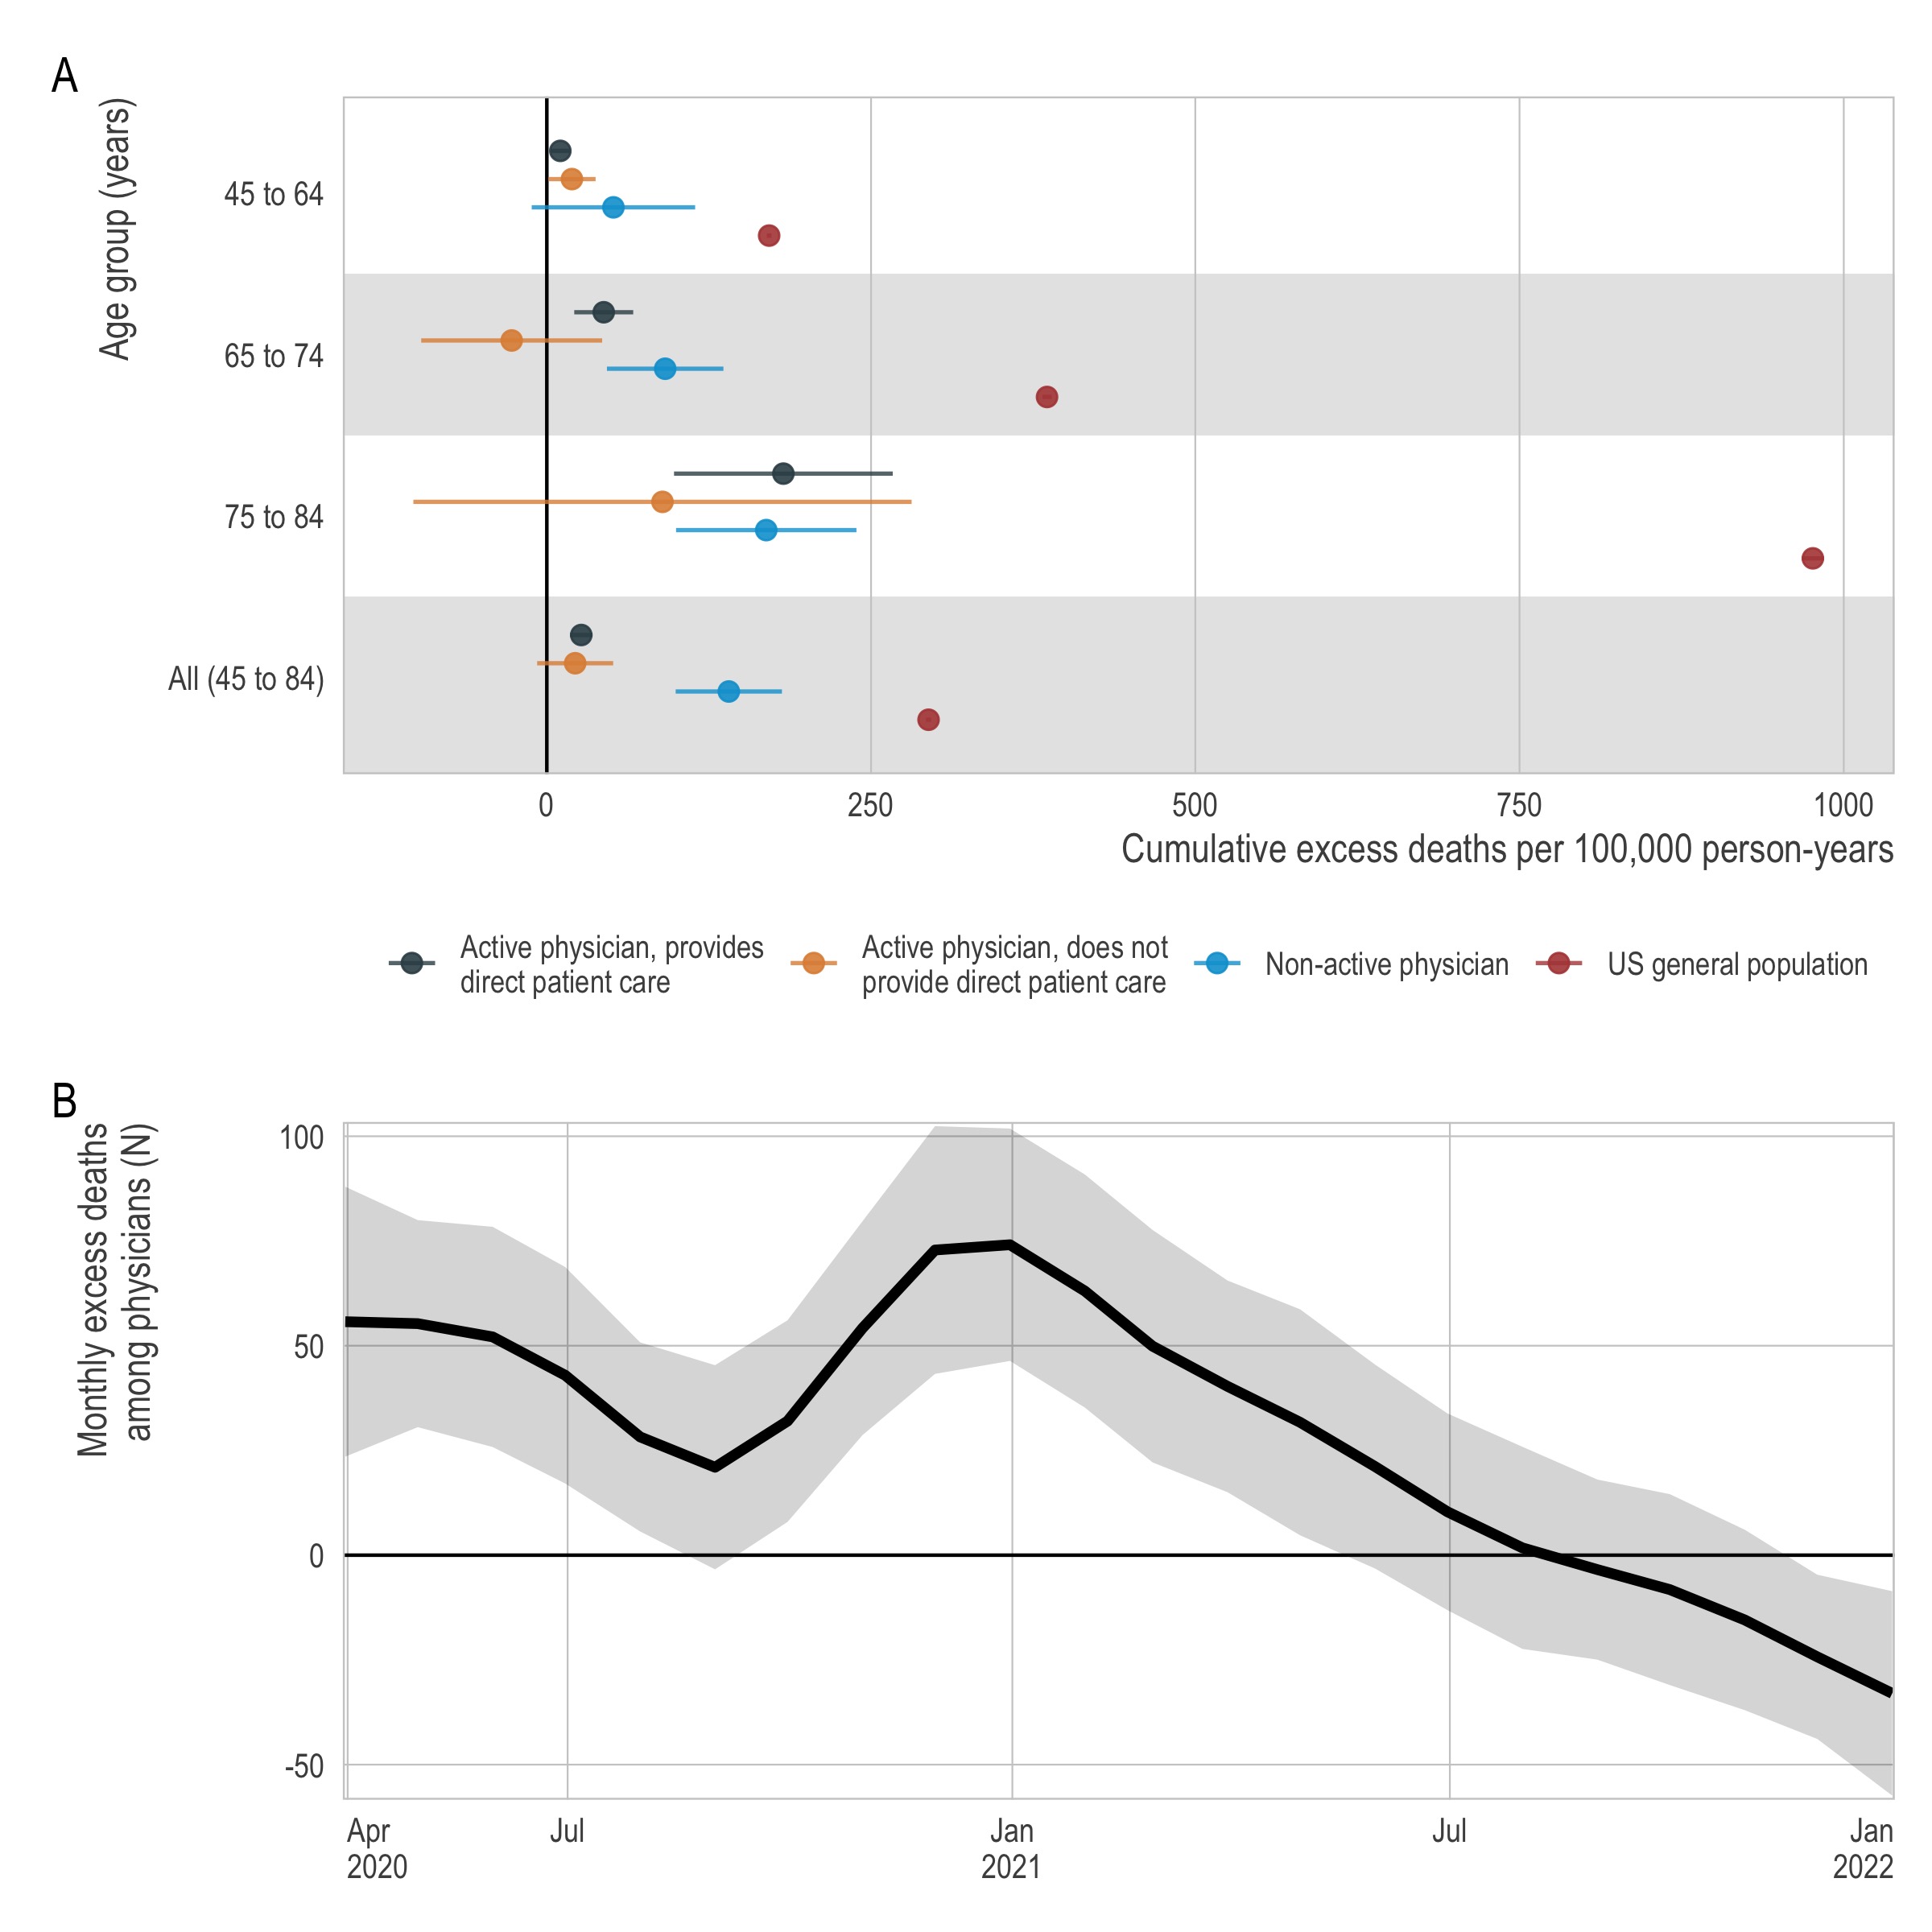 A
Age group (years)
45 to 64
65 to 74
75 to 84
All (45 to 84)
0 250 500 750 1000
Cumulative excess deaths per 100,000 person-years
Active physician, provides
direct patient care
Active physician, does not
provide direct patient care
Non-active physician
US general population
B
Monthly excess deaths
among physicians (N)
100
50
0
-50
Apr
2020
Jul
Jan
2021
Jul
Jan
2022